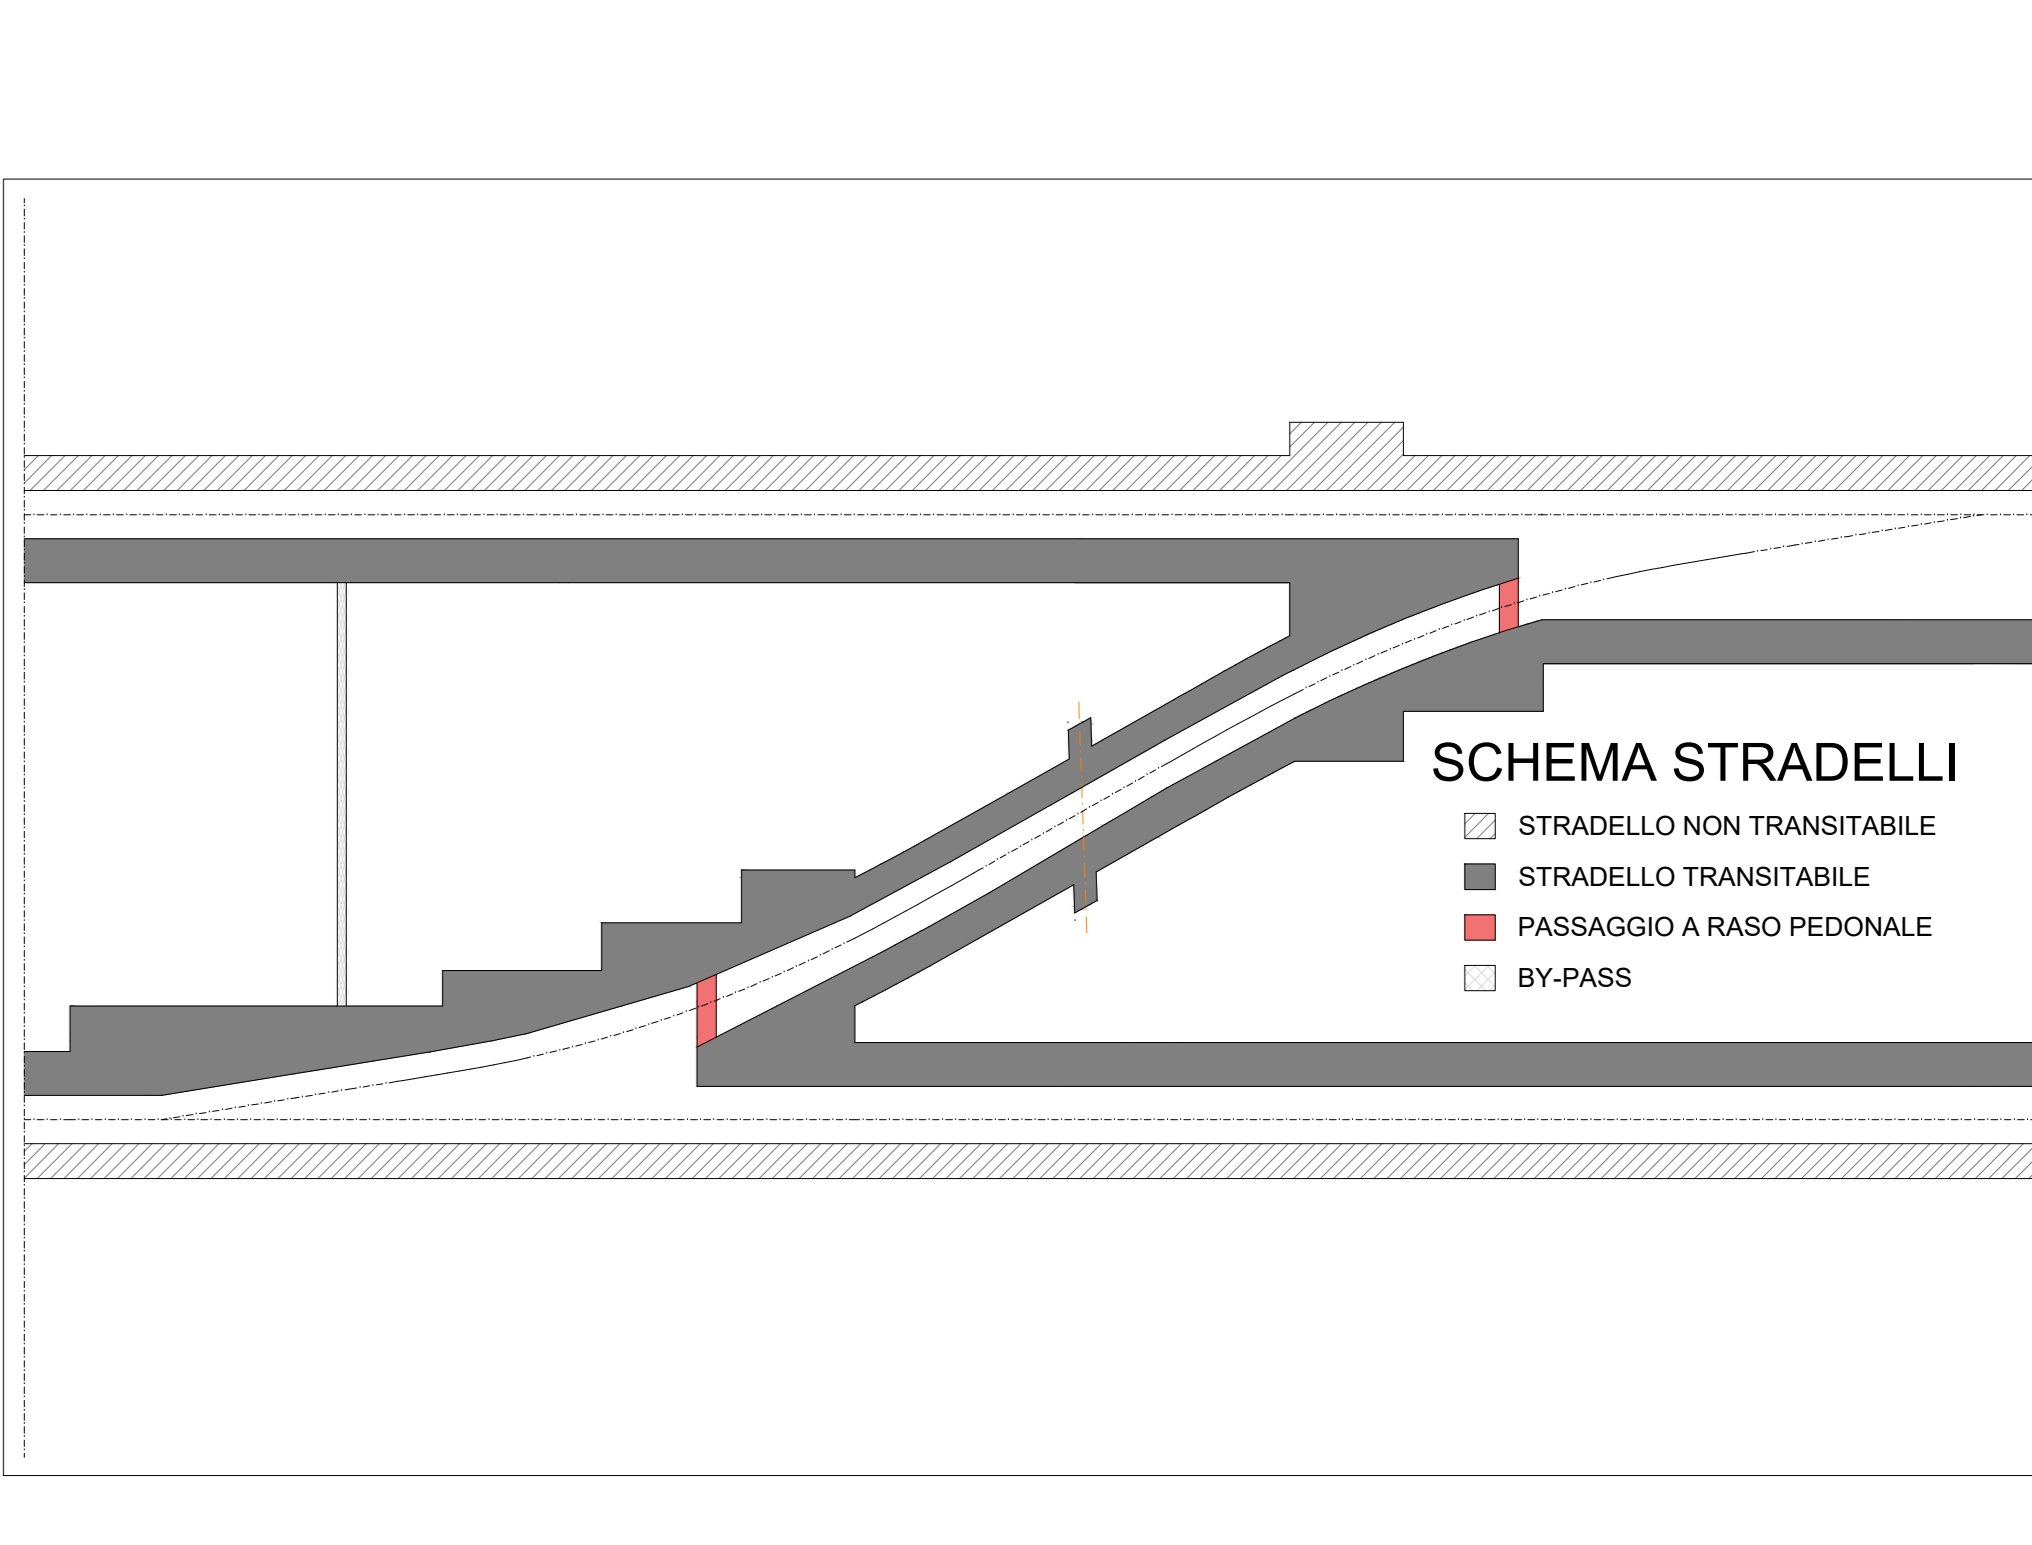 SCHEMA STRADELLI
STRADELLO NON TRANSITABILE
STRADELLO TRANSITABILE
PASSAGGIO A RASO PEDONALE
BY-PASS